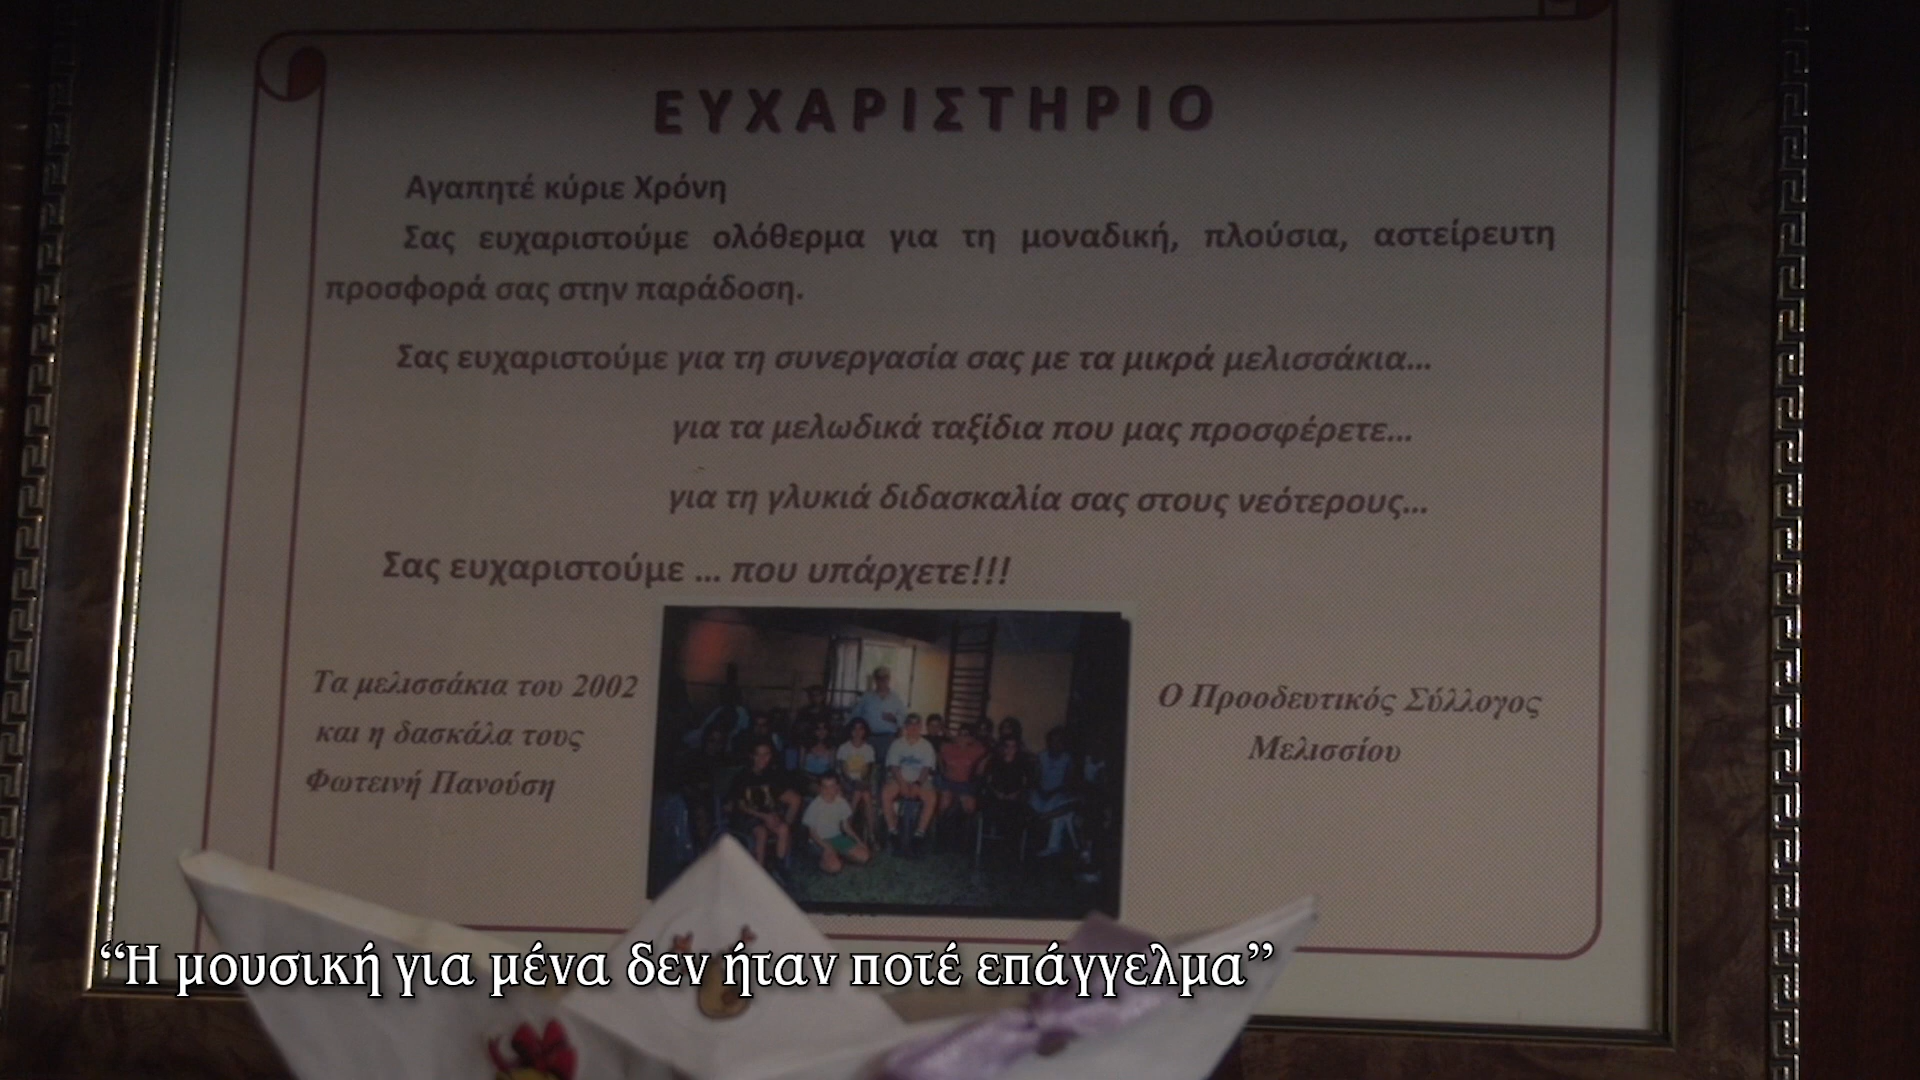 ΕΥΧΑΡΙΣΤΗΡΙΟ
Αγαπητέ κύριε Χρόνη
Σας ευχαριστούμε ολόθερμα για τη μοναδική, πλούσια, αστείρευτη
προσφορά σας στην παράδοση.
Σας ευχαριστούμε για τη συνεργασία σας με τα μικρά μελισσάκια...
για τα μελωδικά ταξίδια που μας προσφέρετε...
για τη γλυκιά διδασκαλία σας στους νεότερους...
Σας ευχαριστούμε ... που υπάρχετε!!!
Τα μελισσάκια του 2002
και η δασκάλα τους
Φωτεινή Πανούση
Ο Προοδευτικός Σύλλογος
Μελισσίου
“Η μουσική για μένα δεν ήταν ποτέ επάγγελμα”